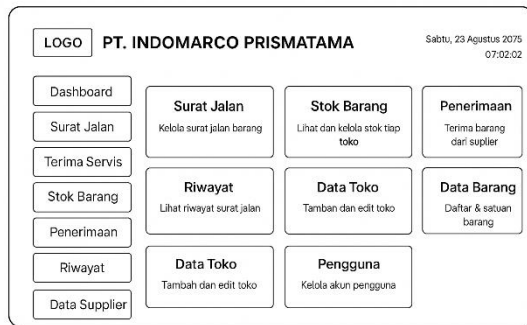 LOGO
PT. INDOMARCO PRISMATAMA
Sabtu, 23 Agustus 2075
07:02:02
Dashboard
Surat Jalan
Terima Servis
Stok Barang
Penerimaan
Riwayat
Data Supplier
Surat Jalan
Kelola surat jalan barang
Stok Barang
Lihat dan kelola stok tiap
toko
Penerimaan
Terima barang
dari suplier
Riwayat
Lihat riwayat surat jalan
Data Toko
Tamban dan edit toko
Data Barang
Daftar & satuan
barang
Data Toko
Tambah dan edit toko
Pengguna
Kelola akun pengguna